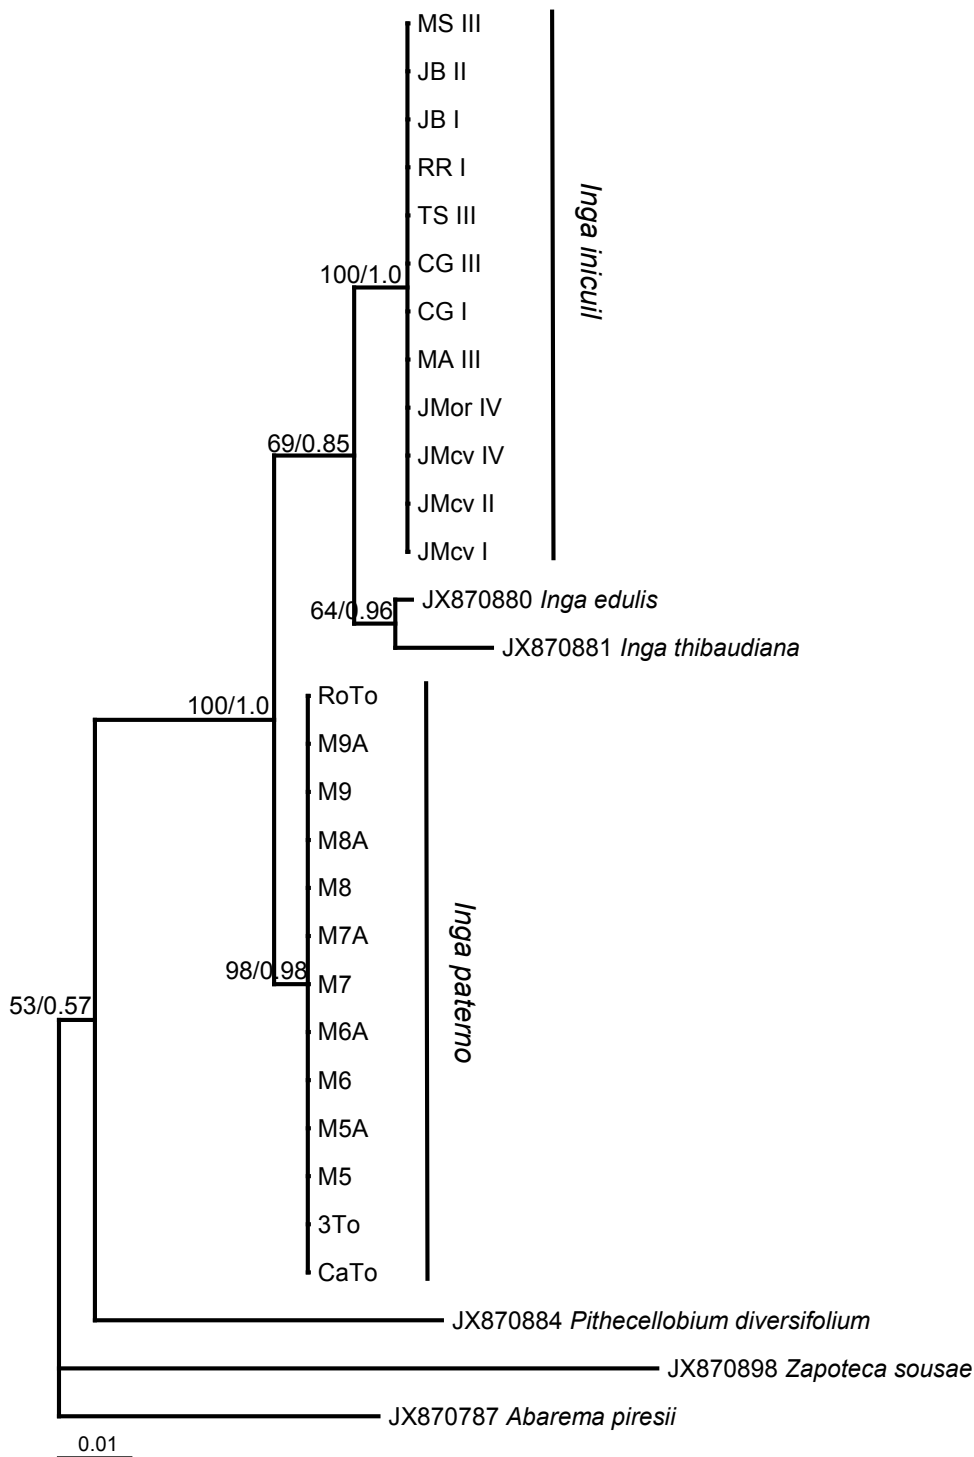 MS III
JB II
JB I
RR I
TS III
CG III
100/1.0
CG I
MA III
JMor IV
69/0.85
JMcv IV
JMcv II
JMcv I
Inga inicuil
JX870880 Inga edulis
64/0.96
JX870881 Inga thibaudiana
RoTo
100/1.0
M9A
M9
M8A
M8
M7A
98/0.98
M7
M6A
M6
M5A
M5
3To
CaTo
Inga paterno
53/0.57
JX870884 Pithecellobium diversifolium
JX870898 Zapoteca sousae
JX870787 Abarema piresii
0.01